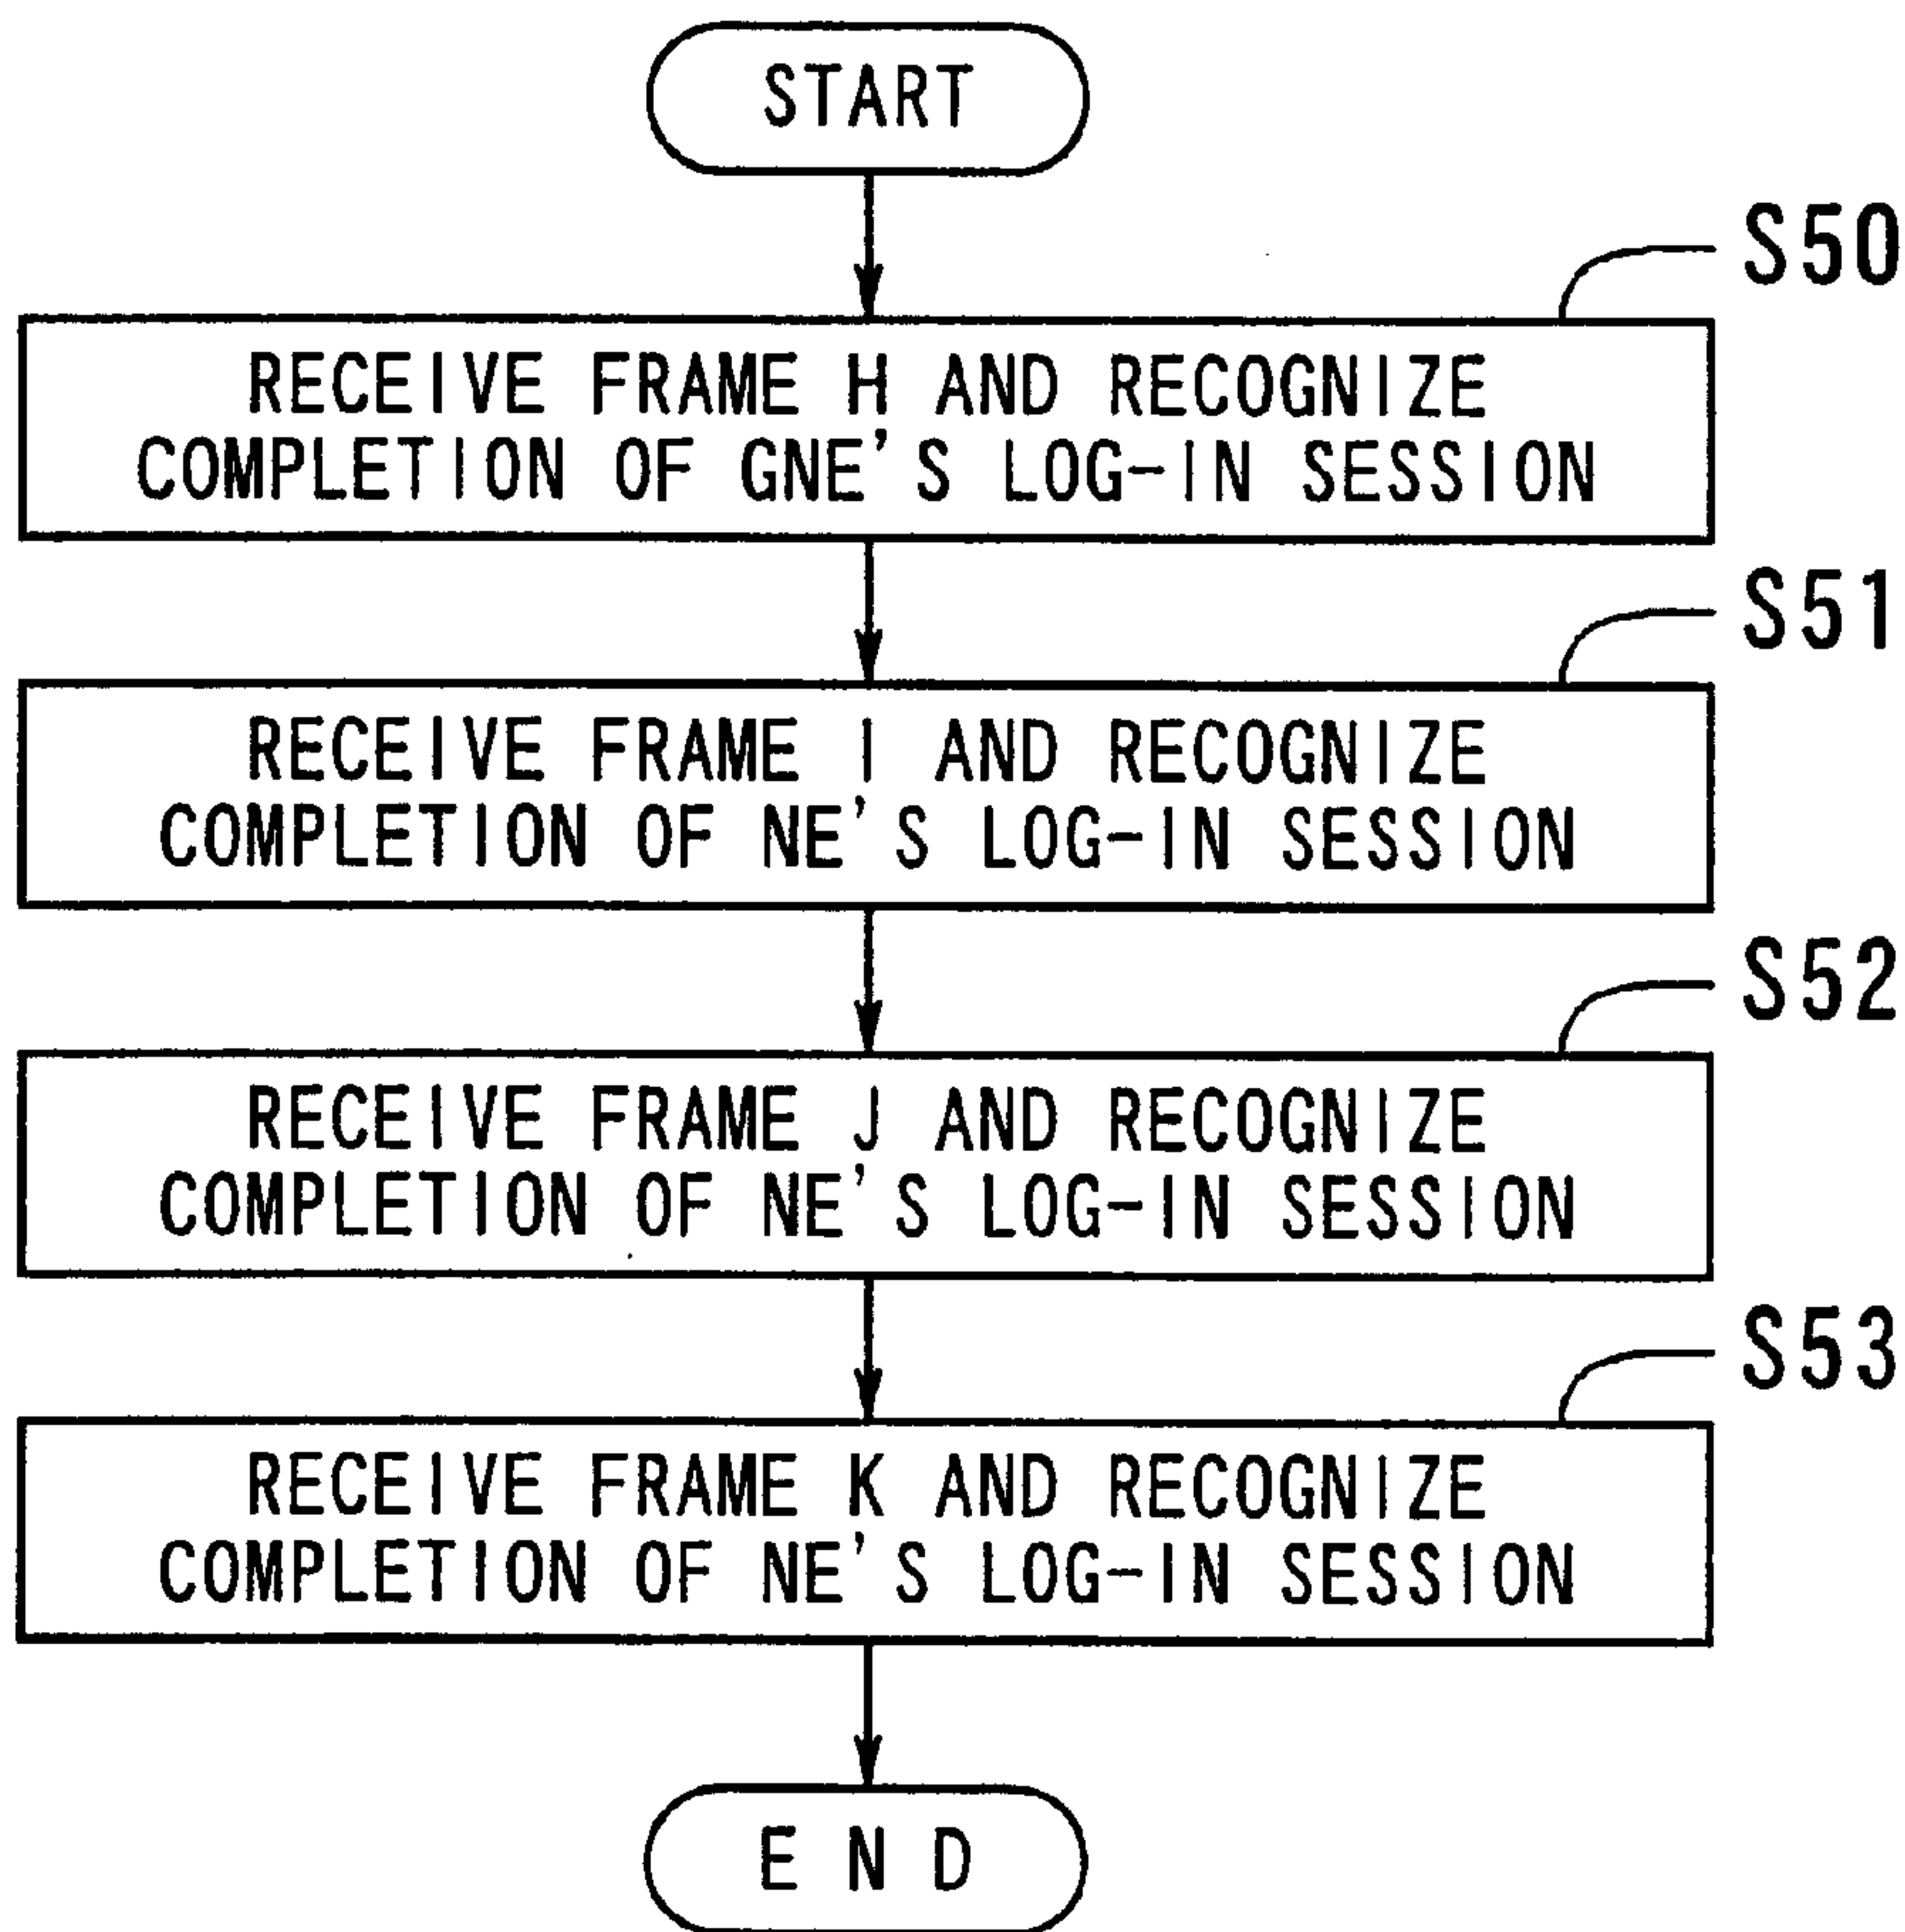 START
S50
RECEIVE FRAME H AND RECOGNIZE
COMPLETION OF GNE'S LOG-IN SESSION
S51
RECEIVE FRAME I AND RECOGNIZE
COMPLETION OF NE'S LOG-IN SESSION
S52
RECEIVE FRAME J AND RECOGNIZE
COMPLETION OF NE'S LOG-IN SESSION
S53
RECEIVE FRAME K AND RECOGNIZE
COMPLETION OF NE'S LOG-IN SESSION
END